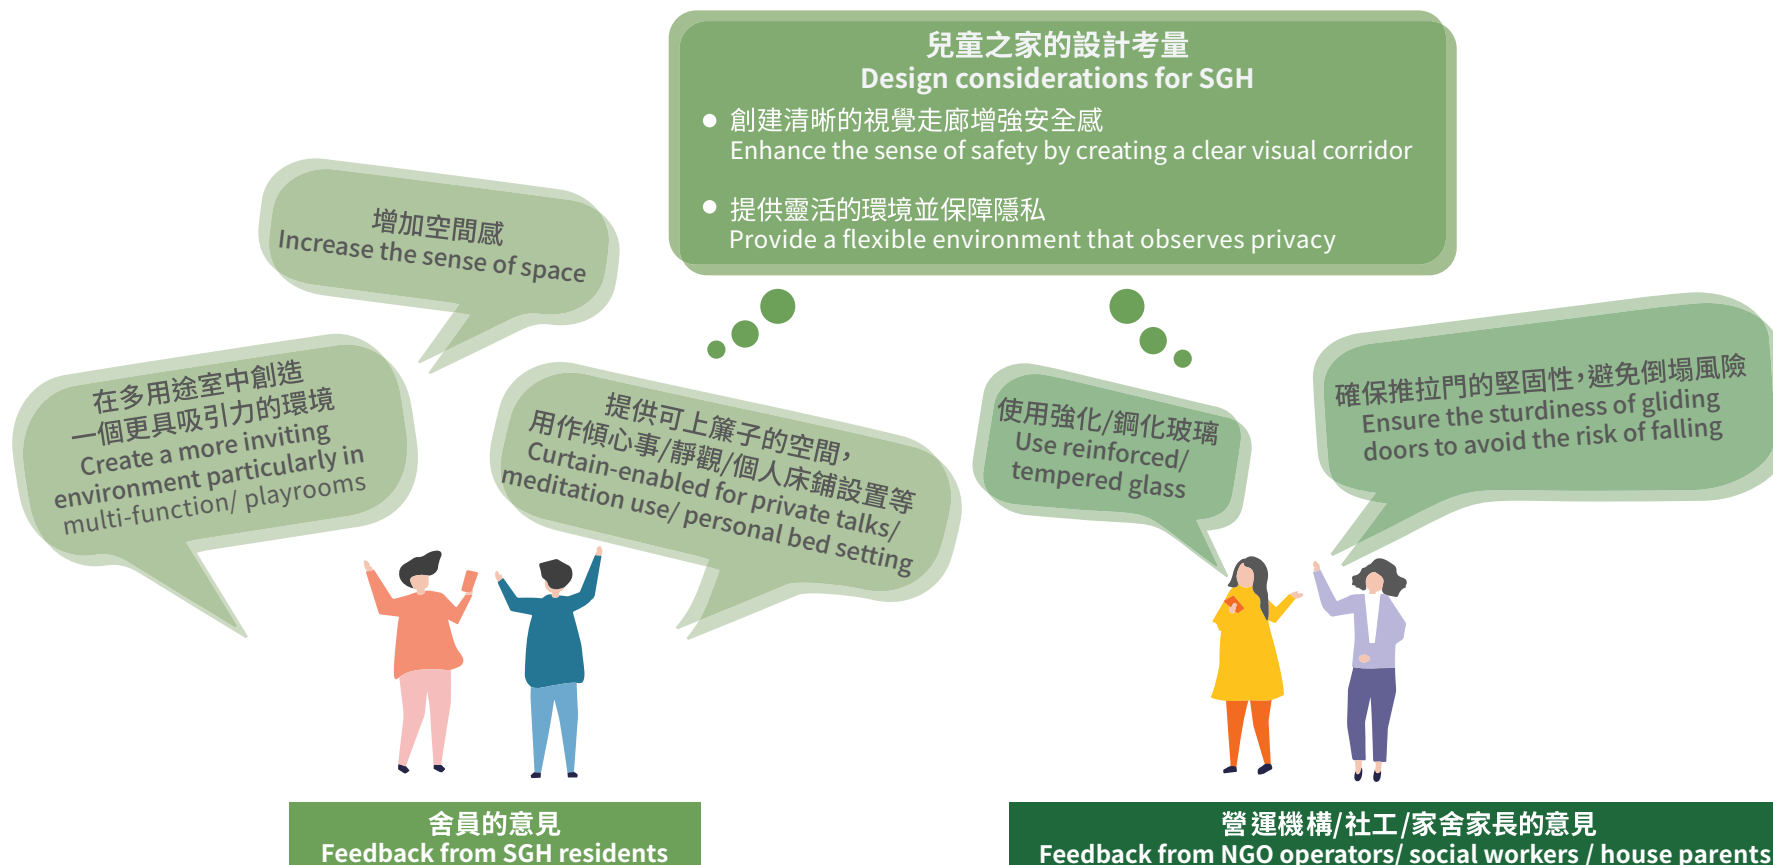 兒童之家的設計考量
Design considerations for SGH
創建清晰的視覺走廊增強安全感
Enhance the sense of safety by creating a clear visual corridor
提供靈活的環境並保障隱私
Provide a flexible environment that observes privacy
增加空間感
Increase the sense of space
在多用途室中創造
一個更具吸引力的環境
Create a more inviting
environment particularly in
multi-function/ playrooms
提供可上簾子的空間，
用作傾心事/靜觀/個人床鋪設置等
Curtain-enabled for private talks/
meditation use/ personal bed setting
使用強化/鋼化玻璃
Use reinforced/
tempered glass
確保推拉門的堅固性，避免倒塌風險
Ensure the sturdiness of gliding
doors to avoid the risk of falling
舍員的意見
Feedback from SGH residents
營運機構/社工/家舍家長的意見
Feedback from NGO operators/ social workers / house parents